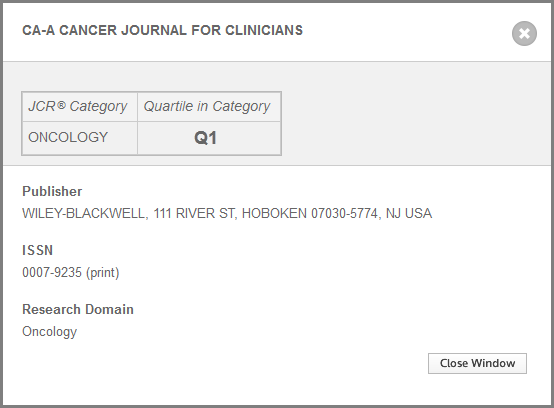 CA-A CANCER JOURNAL FOR CLINICIANS
JCR® Category Quartile in Category
ONCOLOGY Q1
Publisher
WILEY-BLACKWELL, 111 RIVER ST, HOBOKEN 07030-5774, NJ USA
ISSN
0007-9235 (print)
Research Domain
Oncology
Close Window